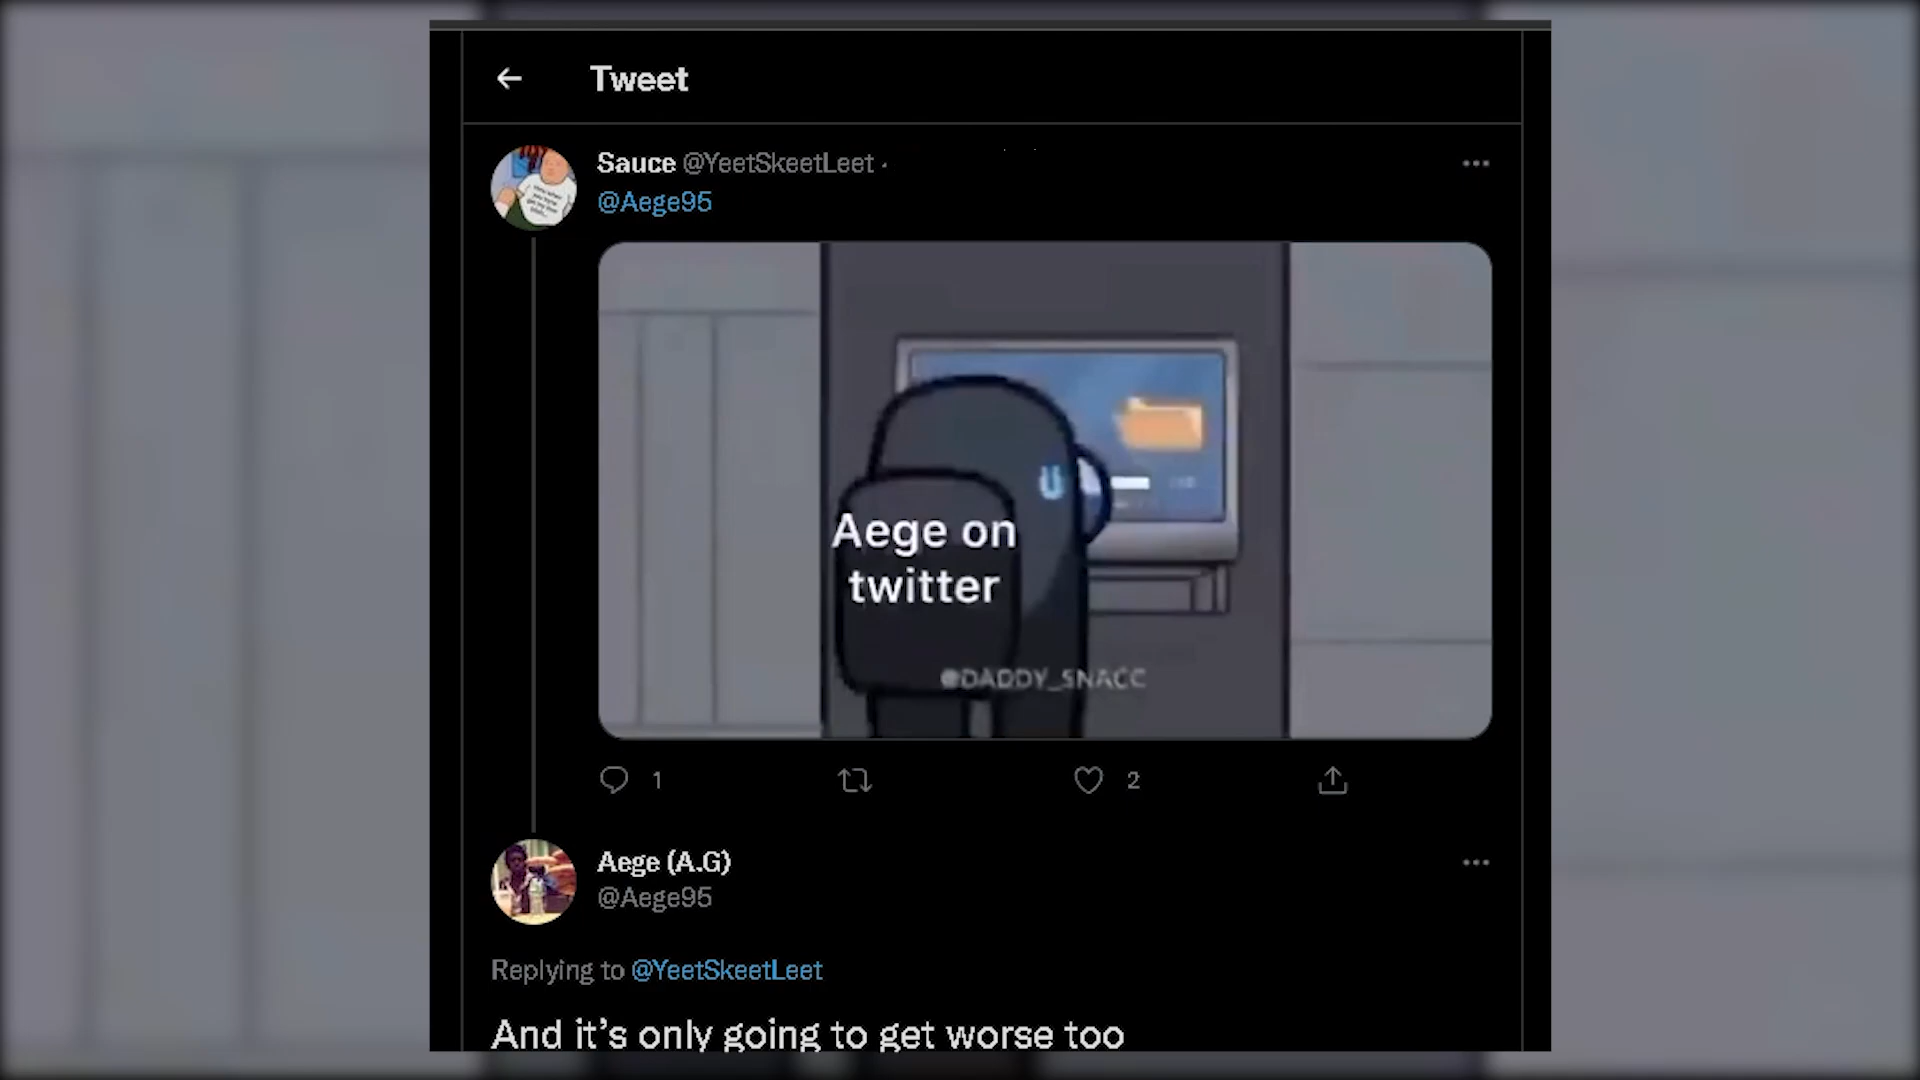 Tweet
Sauce @YeetSkeetLeet ·
@Aege95
Aege on
twitter
@DADDY_SNACC
1
2
Aege (A.G)
@Aege95
Replying to @YeetSkeetLeet
And it's only going to get worse too